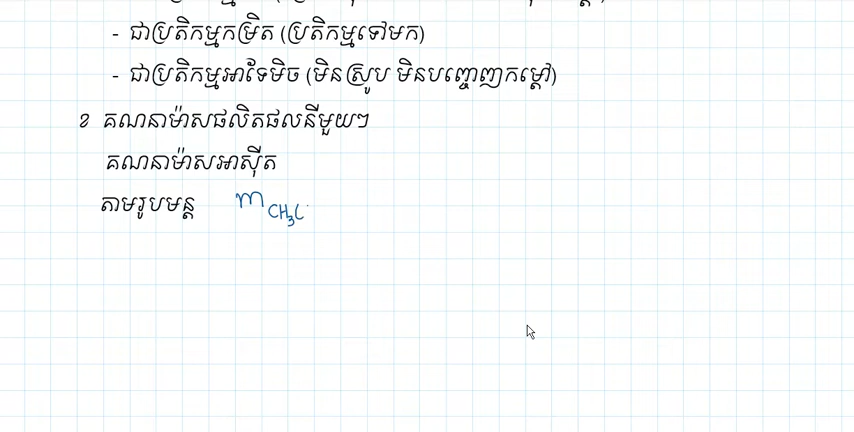 - ជាប្រតិកម្មកម្រិត (ប្រតិកម្មទៅមក)
- ជាប្រតិកម្មអាទែមិច (មិនស្រូប មិនបញ្ចេញកម្ដៅ)
ខ គណនាម៉ាសផលិតផលនីមួយៗ
គណនាម៉ាសអាស៊ីត
តាមរូបមន្ត m CH₃C